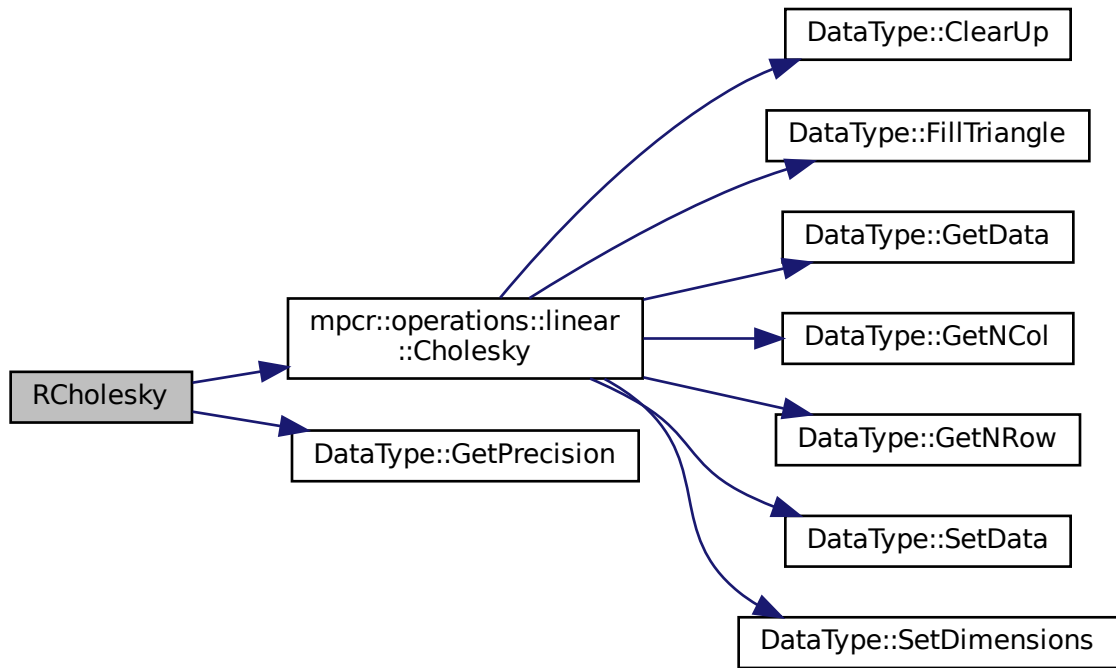 RCholesky
mpcr::operations::linear
::Cholesky
DataType::GetPrecision
DataType::ClearUp
DataType::FillTriangle
DataType::GetData
DataType::GetNCol
DataType::GetNRow
DataType::SetData
DataType::SetDimensions